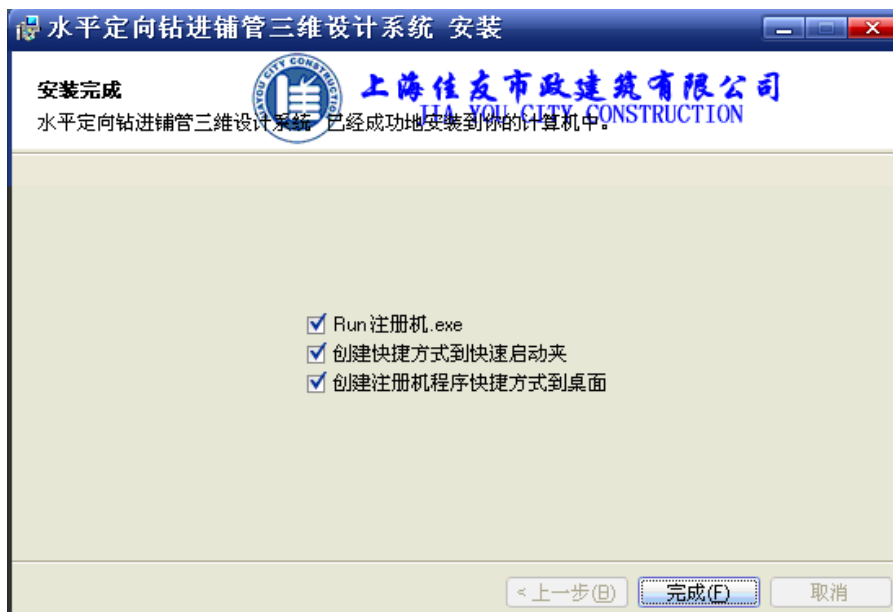 水平定向钻进铺管三维设计系统 安装
安装完成
上海佳友市政建筑有限公司
JIA YOU CITY CONSTRUCTION
JIAYOU CITY CONSTRUCTION
水平定向钻进铺管三维设计系统 已经成功地安装到你的计算机中。
Run 注册机.exe
创建快捷方式到快速启动夹
创建注册机程序快捷方式到桌面
< 上一步(B)
完成(F)
取消